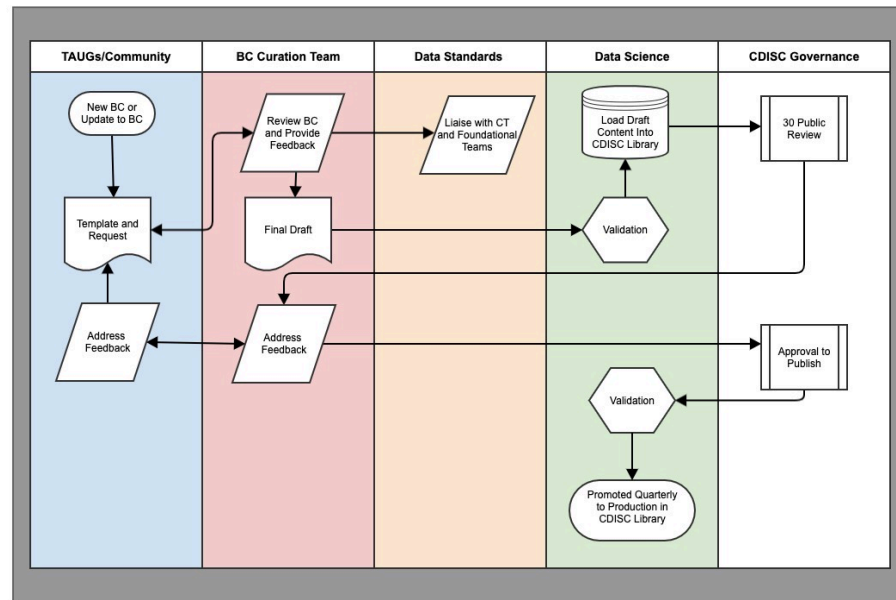 TAUGs/Community
BC Curation Team
Data Standards
Data Science
CDISC Governance
New BC or
Update to BC
Review BC
and Provide
Feedback
Liaise with CT
and Foundational
Teams
Load Draft
Content Into
CDISC Library
30 Public
Review
Template and
Request
Final Draft
Validation
Address
Feedback
Address
Feedback
Approval to
Publish
Validation
Promoted Quarterly
to Production in
CDISC Library